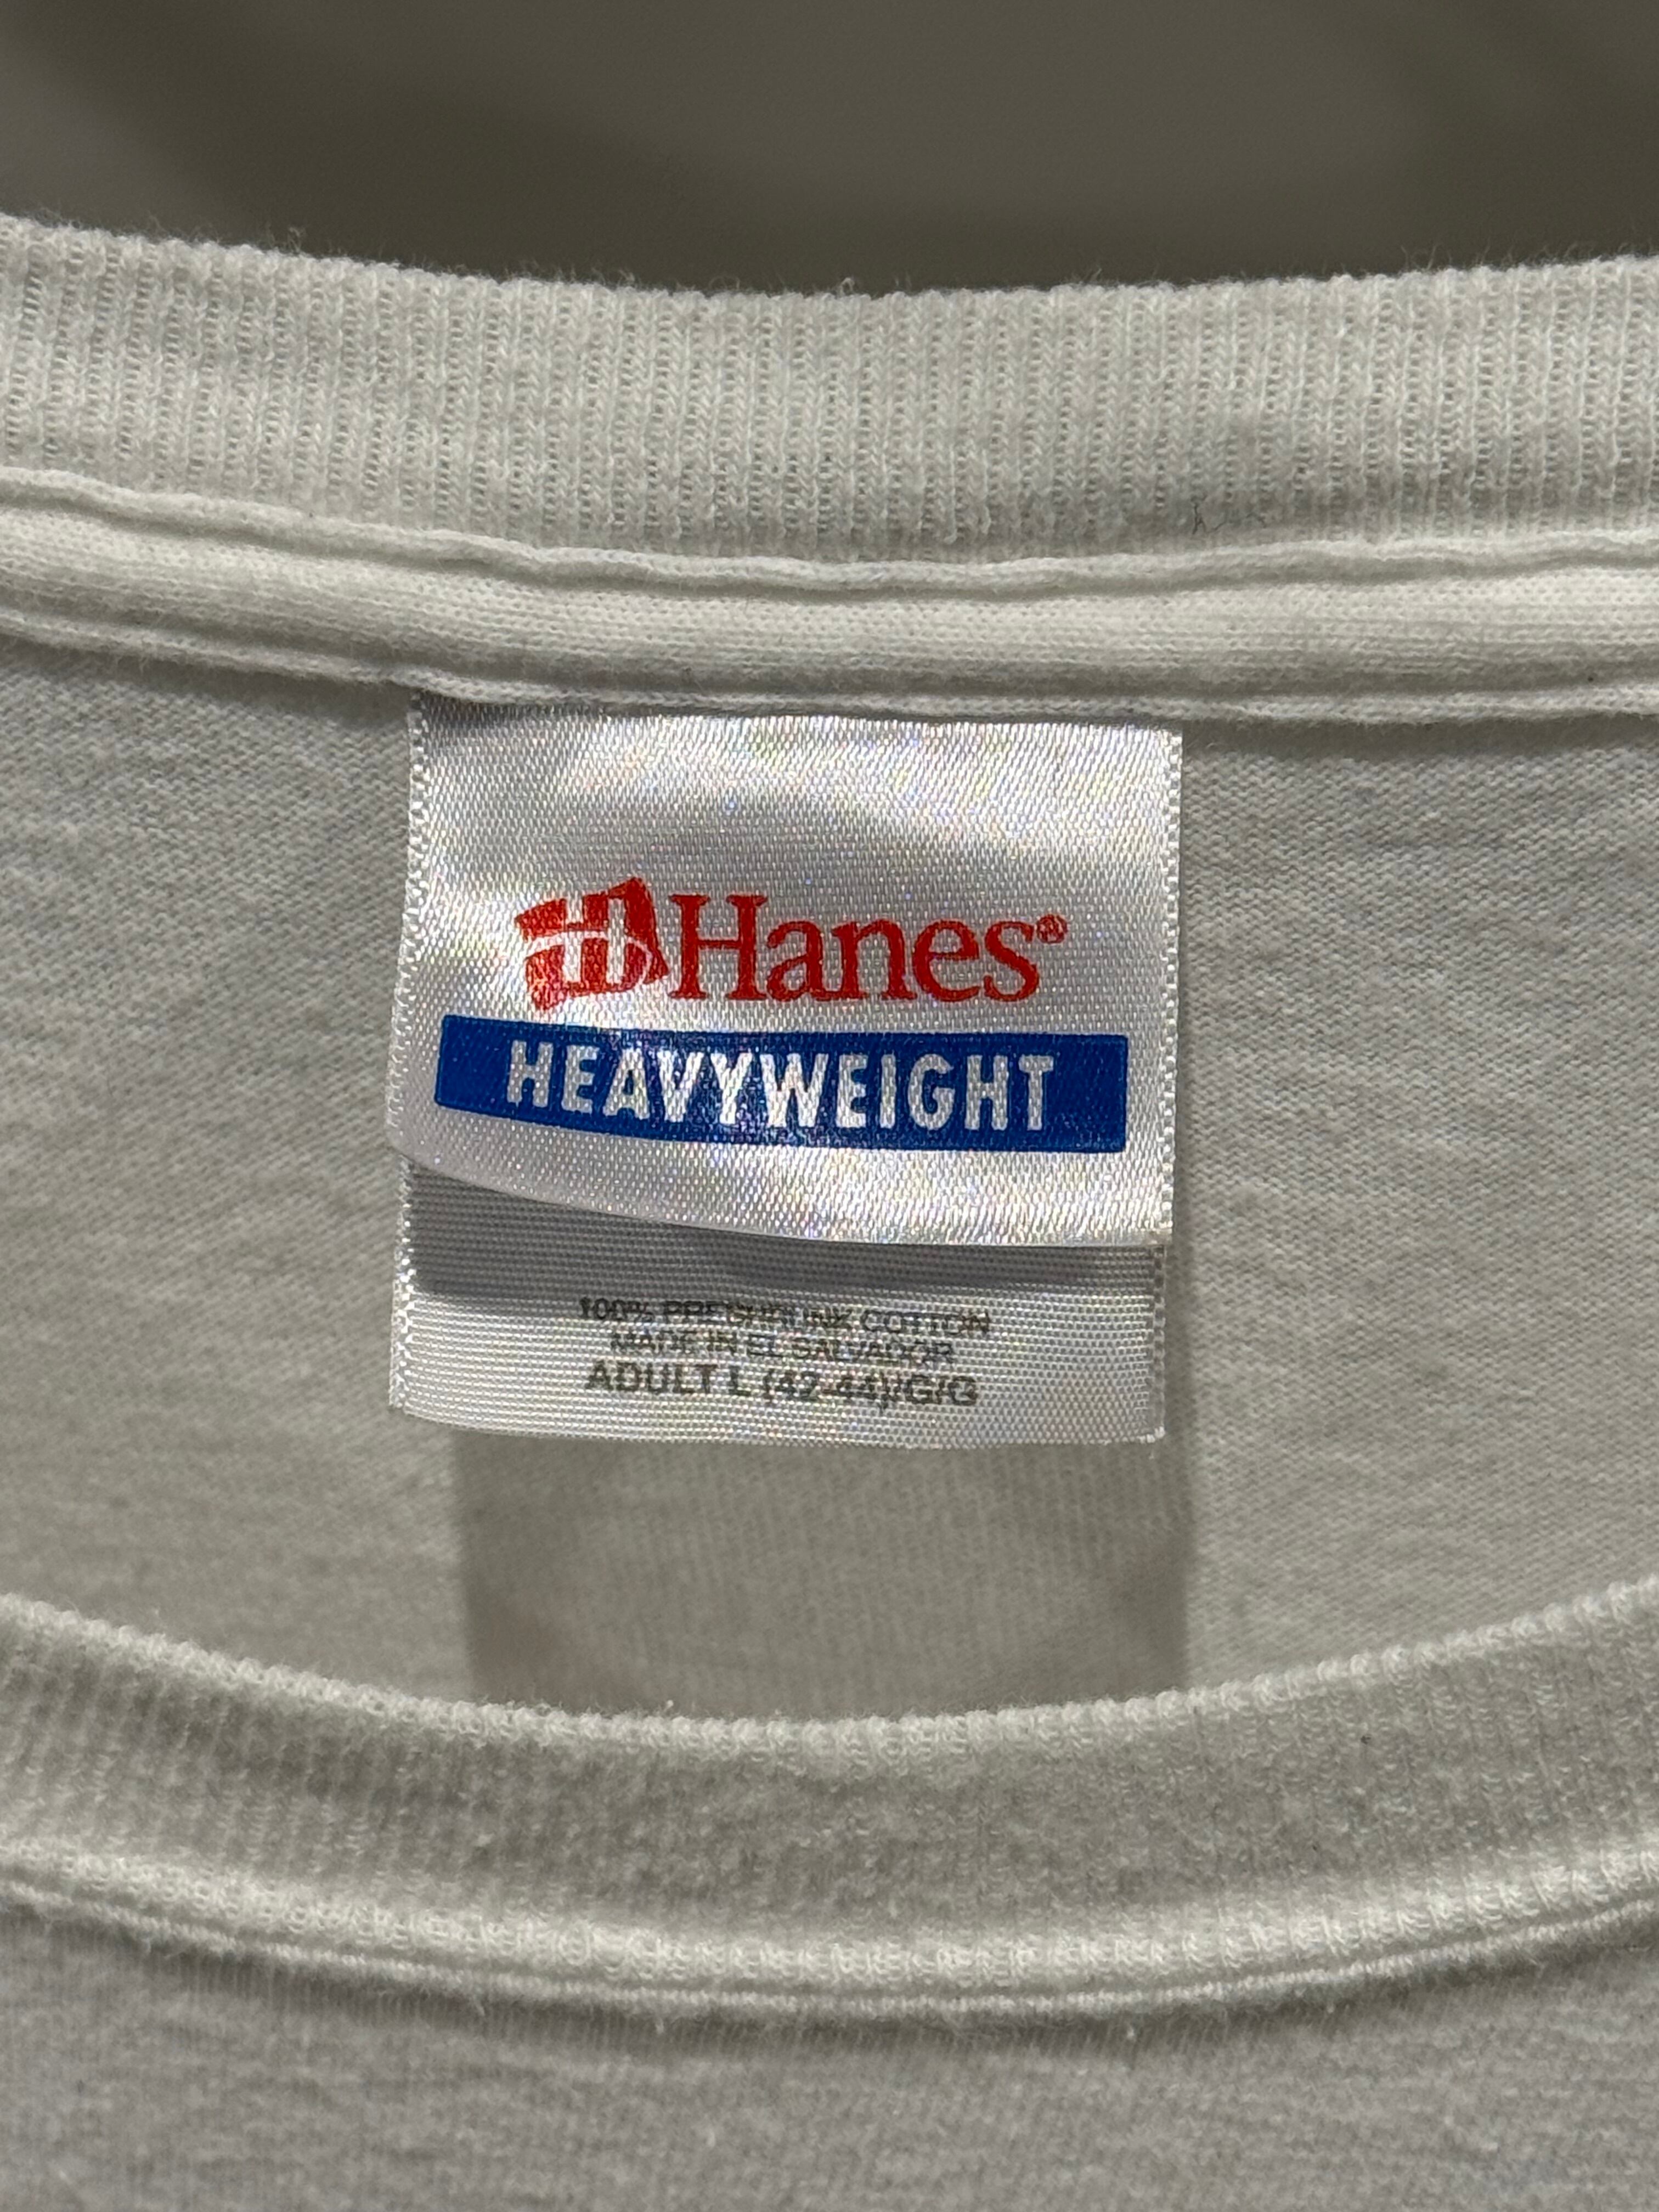 H Hanes®
HEAVYWEIGHT
100% PRESHRUNK COTTON
MADE IN EL SALVADOR
ADULT L (42-44)/G/G